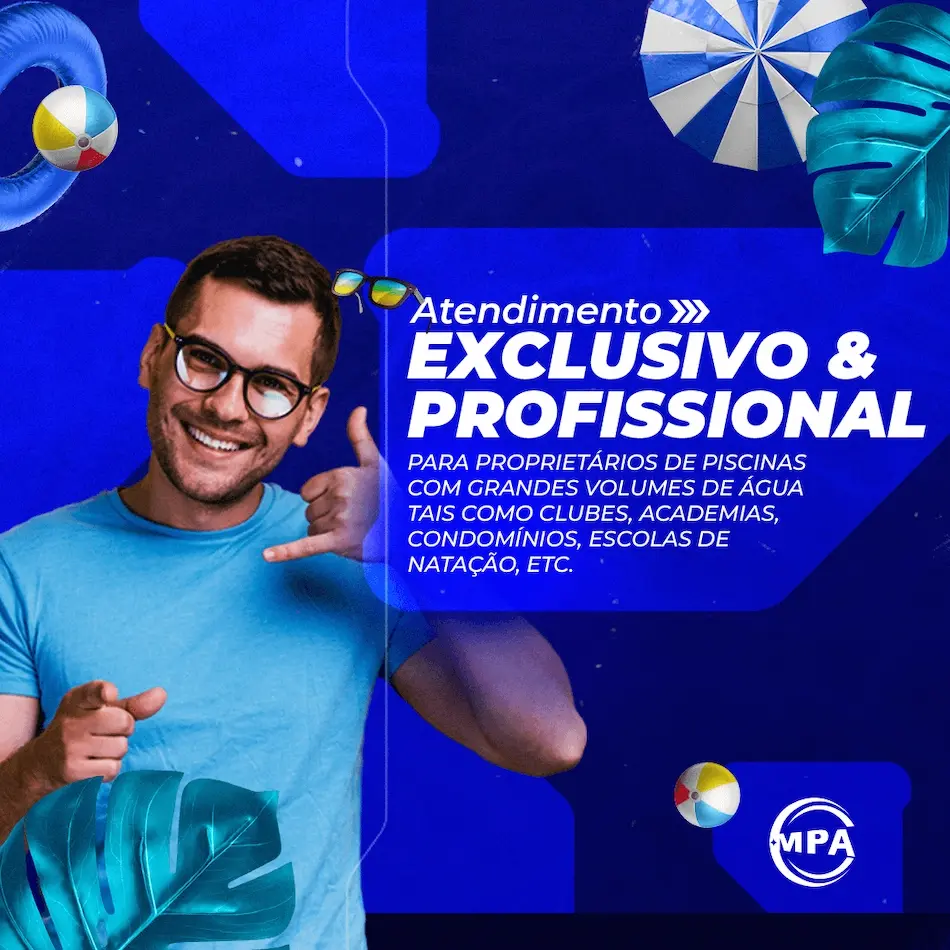 Atendimento
EXCLUSIVO &
PROFISSIONAL
PARA PROPRIETÁRIOS DE PISCINAS
COM GRANDES VOLUMES DE ÁGUA
TAIS COMO CLUBES, ACADEMIAS,
CONDOMÍNIOS, ESCOLAS DE
NATAÇÃO, ETC.
MPA